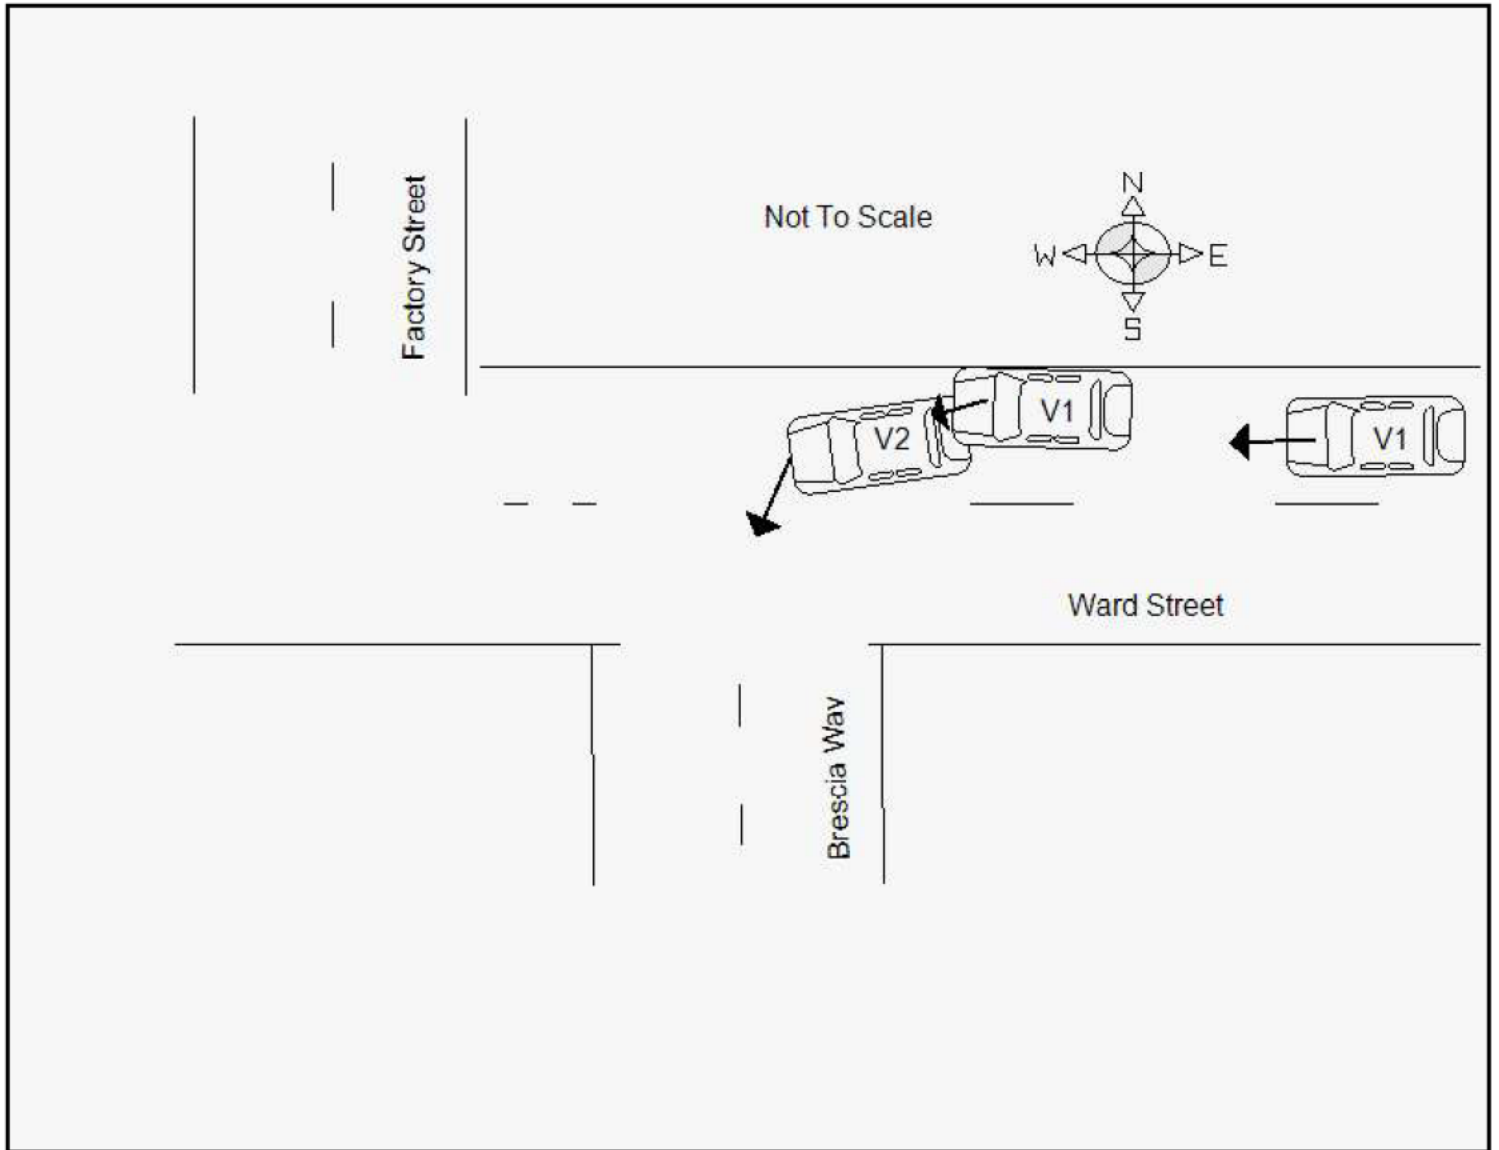 Factory Street
Not To Scale
N
W
E
S
V2
V1
V1
Ward Street
Brescia Way